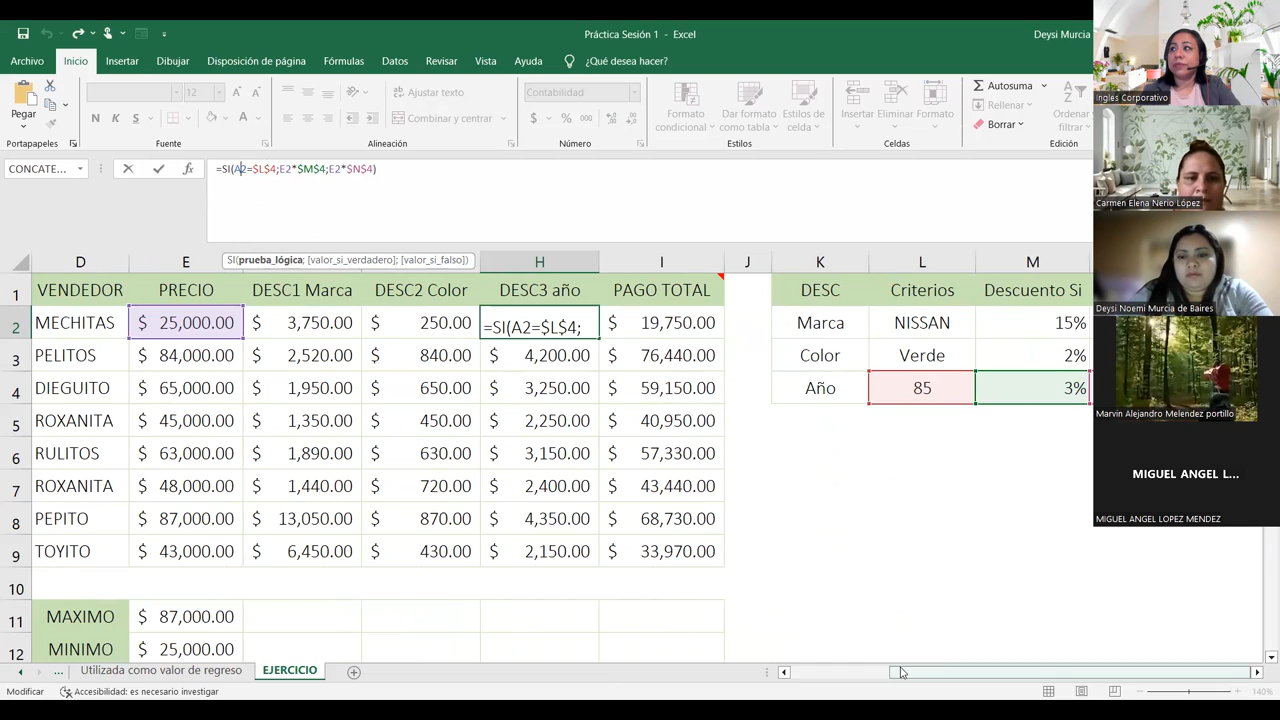 Práctica Sesión 1 - Excel
Deysi Murcia
Archivo Inicio Insertar Dibujar Disposición de página Fórmulas Datos Revisar Vista Ayuda ¿Qué desea hacer?
Pegar
12
Ajustar texto
Contabilidad
Combinar y centrar
Formato condicional
Dar formato como tabla
Estilos de celda
Insertar Eliminar Formato
Autosuma
Rellenar
Borrar
Ordenar
Portapapeles Fuente Alineación Número Estilos Celdas
CONCATE... =SI(A2=$L$4;E2*$M$4;E2*$N$4)
SI(prueba_lógica; [valor_si_verdadero]; [valor_si_falso])
D E F G H I J K L M
1 VENDEDOR PRECIO DESC1 Marca DESC2 Color DESC3 año PAGO TOTAL DESC Criterios Descuento Si
2 MECHITAS $ 25,000.00 $ 3,750.00 $ 250.00 =SI(A2=$L$4; $ 19,750.00 Marca NISSAN 15%
3 PELITOS $ 84,000.00 $ 2,520.00 $ 840.00 $ 4,200.00 $ 76,440.00 Color Verde 2%
4 DIEGUITO $ 65,000.00 $ 1,950.00 $ 650.00 $ 3,250.00 $ 59,150.00 Año 85 3%
5 ROXANITA $ 45,000.00 $ 1,350.00 $ 450.00 $ 2,250.00 $ 40,950.00
6 RULITOS $ 63,000.00 $ 1,890.00 $ 630.00 $ 3,150.00 $ 57,330.00
7 ROXANITA $ 48,000.00 $ 1,440.00 $ 720.00 $ 2,400.00 $ 43,440.00
8 PEPITO $ 87,000.00 $ 13,050.00 $ 870.00 $ 4,350.00 $ 68,730.00
9 TOYITO $ 43,000.00 $ 6,450.00 $ 430.00 $ 2,150.00 $ 33,970.00
10
11 MAXIMO $ 87,000.00
12 MINIMO $ 25,000.00
... Utilizada como valor de regreso EJERCICIO
Modificar Accesibilidad: es necesario investigar 140%
Ingles Corporativo
Carmen Elena Nerio López
Deysi Noemi Murcia de Baires
Marvin Alejandro Melendez portillo
MIGUEL ANGEL L...
MIGUEL ANGEL LOPEZ MENDEZ